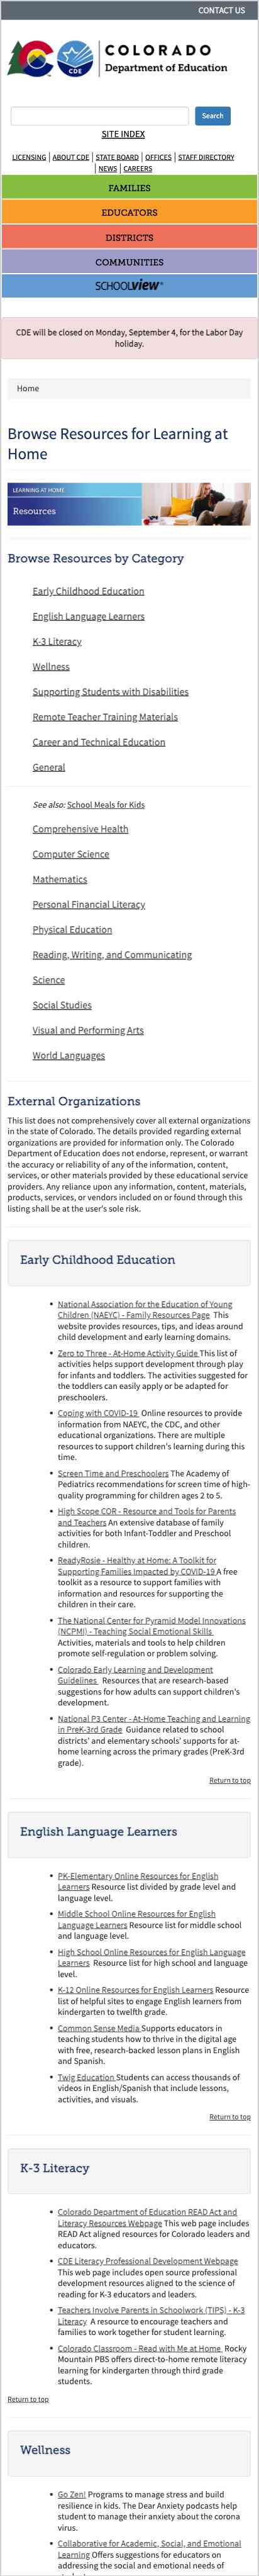 CONTACT US
COLORADO
CDE
Department of Education
Search
SITE INDEX
LICENSING | ABOUT CDE | STATE BOARD | OFFICES | STAFF DIRECTORY
| NEWS | CAREERS
FAMILIES
EDUCATORS
DISTRICTS
COMMUNITIES
SCHOOLVIEW®
CDE will be closed on Monday, September 4, for the Labor Day
holiday.
Home
Browse Resources for Learning at
Home
LEARNING AT HOME
Resources
Browse Resources by Category
Early Childhood Education
English Language Learners
K-3 Literacy
Wellness
Supporting Students with Disabilities
Remote Teacher Training Materials
Career and Technical Education
General
See also: School Meals for Kids
Comprehensive Health
Computer Science
Mathematics
Personal Financial Literacy
Physical Education
Reading, Writing, and Communicating
Science
Social Studies
Visual and Performing Arts
World Languages
External Organizations
This list does not comprehensively cover all external organizations
in the state of Colorado. The details provided regarding external
organizations are provided for information only. The Colorado
Department of Education does not endorse, represent, or warrant
the accuracy or reliability of any of the information, content,
services, or other materials provided by these educational service
providers. Any reliance upon any information, content, materials,
products, services, or vendors included on or found through this
listing shall be at the user's sole risk.
Early Childhood Education
• National Association for the Education of Young
Children (NAEYC) - Family Resources Page This
website provides resources, tips, and ideas around
child development and early learning domains.
• Zero to Three - At-Home Activity Guide This list of
activities helps support development through play
for infants and toddlers. The activities suggested for
the toddlers can easily apply or be adapted for
preschoolers.
• Coping with COVID-19 Online resources to provide
information from NAEYC, the CDC, and other
educational organizations. There are multiple
resources to support children's learning during this
time.
• Screen Time and Preschoolers The Academy of
Pediatrics recommendations for screen time of high-
quality programming for children ages 2 to 5.
• High Scope COR - Resource and Tools for Parents
and Teachers An extensive database of family
activities for both Infant-Toddler and Preschool
children.
• ReadyRosie - Healthy at Home: A Toolkit for
Supporting Families Impacted by COVID-19 A free
toolkit as a resource to support families with
information and resources for supporting the
children in their care.
• The National Center for Pyramid Model Innovations
(NCPMI) - Teaching Social Emotional Skills
Activities, materials and tools to help children
promote self-regulation or problem solving.
• Colorado Early Learning and Development
Guidelines Resources that are research-based
suggestions for how adults can support children's
development.
• National P3 Center - At-Home Teaching and Learning
in PreK-3rd Grade Guidance related to school
districts' and elementary schools' supports for at-
home learning across the primary grades (PreK-3rd
grade).
Return to top
English Language Learners
• PK-Elementary Online Resources for English
Learners Resource list divided by grade level and
language level.
• Middle School Online Resources for English
Language Learners Resource list for middle school
and language level.
• High School Online Resources for English Language
Learners Resource list for high school and language
level.
• K-12 Online Resources for English Learners Resource
list of helpful sites to engage English learners from
kindergarten to twelfth grade.
• Common Sense Media Supports educators in
teaching students how to thrive in the digital age
with free, research-backed lesson plans in English
and Spanish.
• Twig Education Students can access thousands of
videos in English/Spanish that include lessons,
activities, and visuals.
Return to top
K-3 Literacy
• Colorado Department of Education READ Act and
Literacy Resources Webpage This web page includes
READ Act aligned resources for Colorado leaders and
educators.
• CDE Literacy Professional Development Webpage
This web page includes open source professional
development resources aligned to the science of
reading for K-3 educators and leaders.
• Teachers Involve Parents in Schoolwork (TIPS) - K-3
Literacy A resource to encourage teachers and
families to work together for student learning.
• Colorado Classroom - Read with Me at Home Rocky
Mountain PBS offers direct-to-home remote literacy
learning for kindergarten through third grade
students.
Return to top
Wellness
• Go Zen! Programs to manage stress and build
resilience in kids. The Dear Anxiety podcasts help
student to manage their anxiety about the corona
virus.
• Collaborative for Academic, Social, and Emotional
Learning Offers suggestions for educators on
addressing the social and emotional needs of